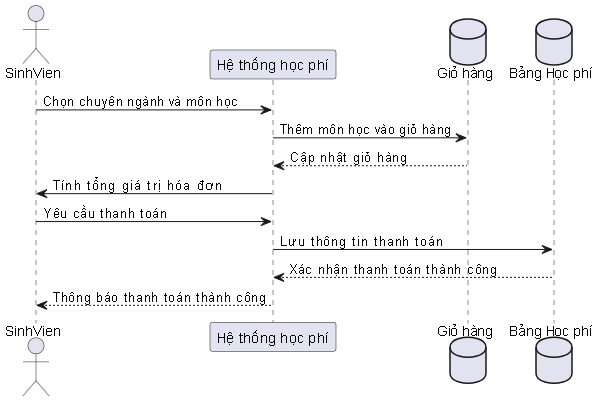 SinhVien
Hệ thống học phí
Giỏ hàng
Bảng Học phí
Chọn chuyên ngành và môn học
Thêm môn học vào giỏ hàng
Cập nhật giỏ hàng
Tính tổng giá trị hóa đơn
Yêu cầu thanh toán
Lưu thông tin thanh toán
Xác nhận thanh toán thành công
Thông báo thanh toán thành công
SinhVien
Hệ thống học phí
Giỏ hàng
Bảng Học phí